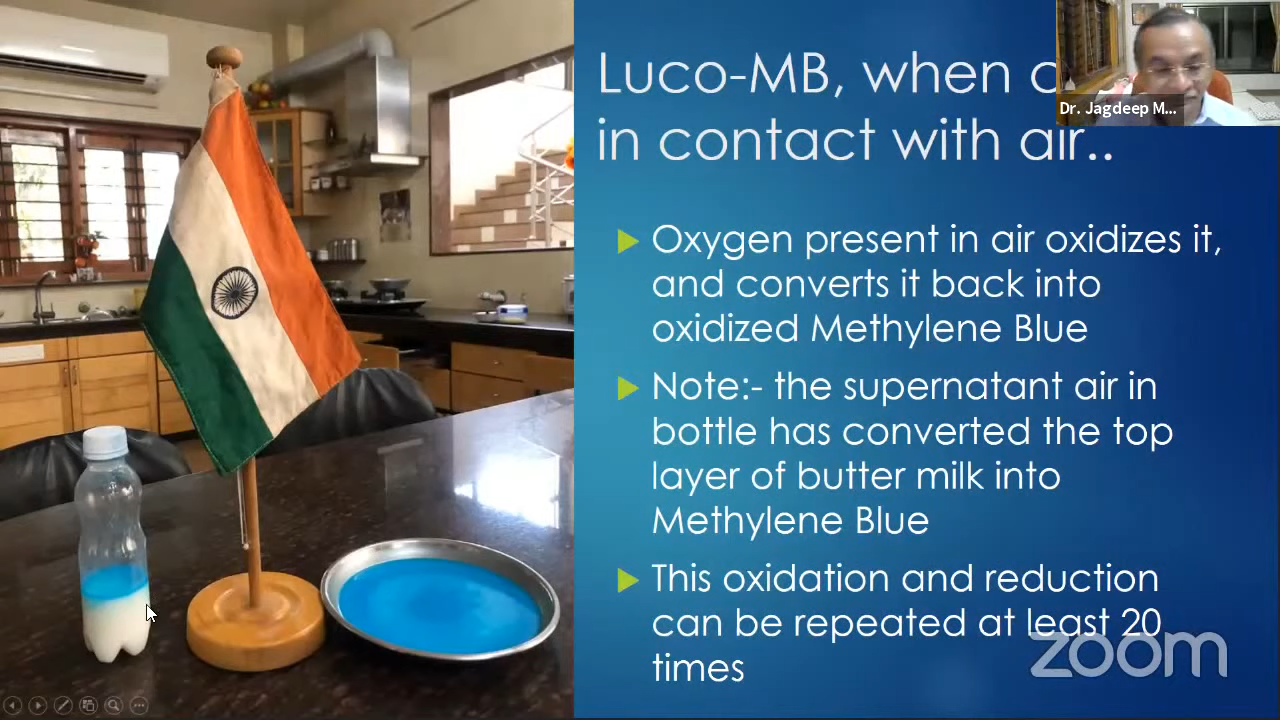 Luco-MB, when
in contact with air..
Dr. Jagdeep M...
Oxygen present in air oxidizes it,
and converts it back into
oxidized Methylene Blue
Note:- the supernatant air in
bottle has converted the top
layer of butter milk into
Methylene Blue
This oxidation and reduction
can be repeated at least 20
times
zoom